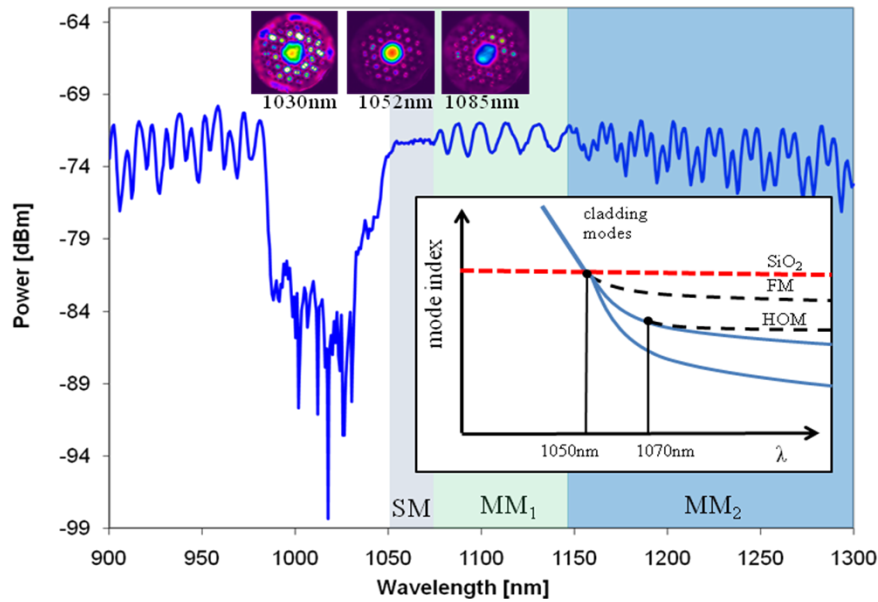 -64
1030nm 1052nm 1085nm
-69
-74
-79
-84
-89
-94
-99
Power [dBm]
cladding
modes
SiO₂
FM
HOM
mode index
1050nm 1070nm λ
SM MM₁ MM₂
900 950 1000 1050 1100 1150 1190 1200 1250 1300
Wavelength [nm]